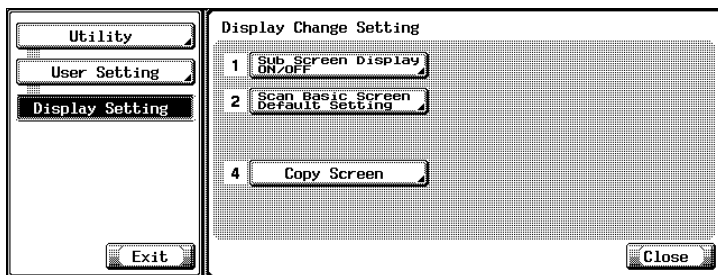 Utility
User Setting
Display Setting
Exit
Display Change Setting
1 Sub Screen Display
ON/OFF
2 Scan Basic Screen
Default Setting
4 Copy Screen
Close